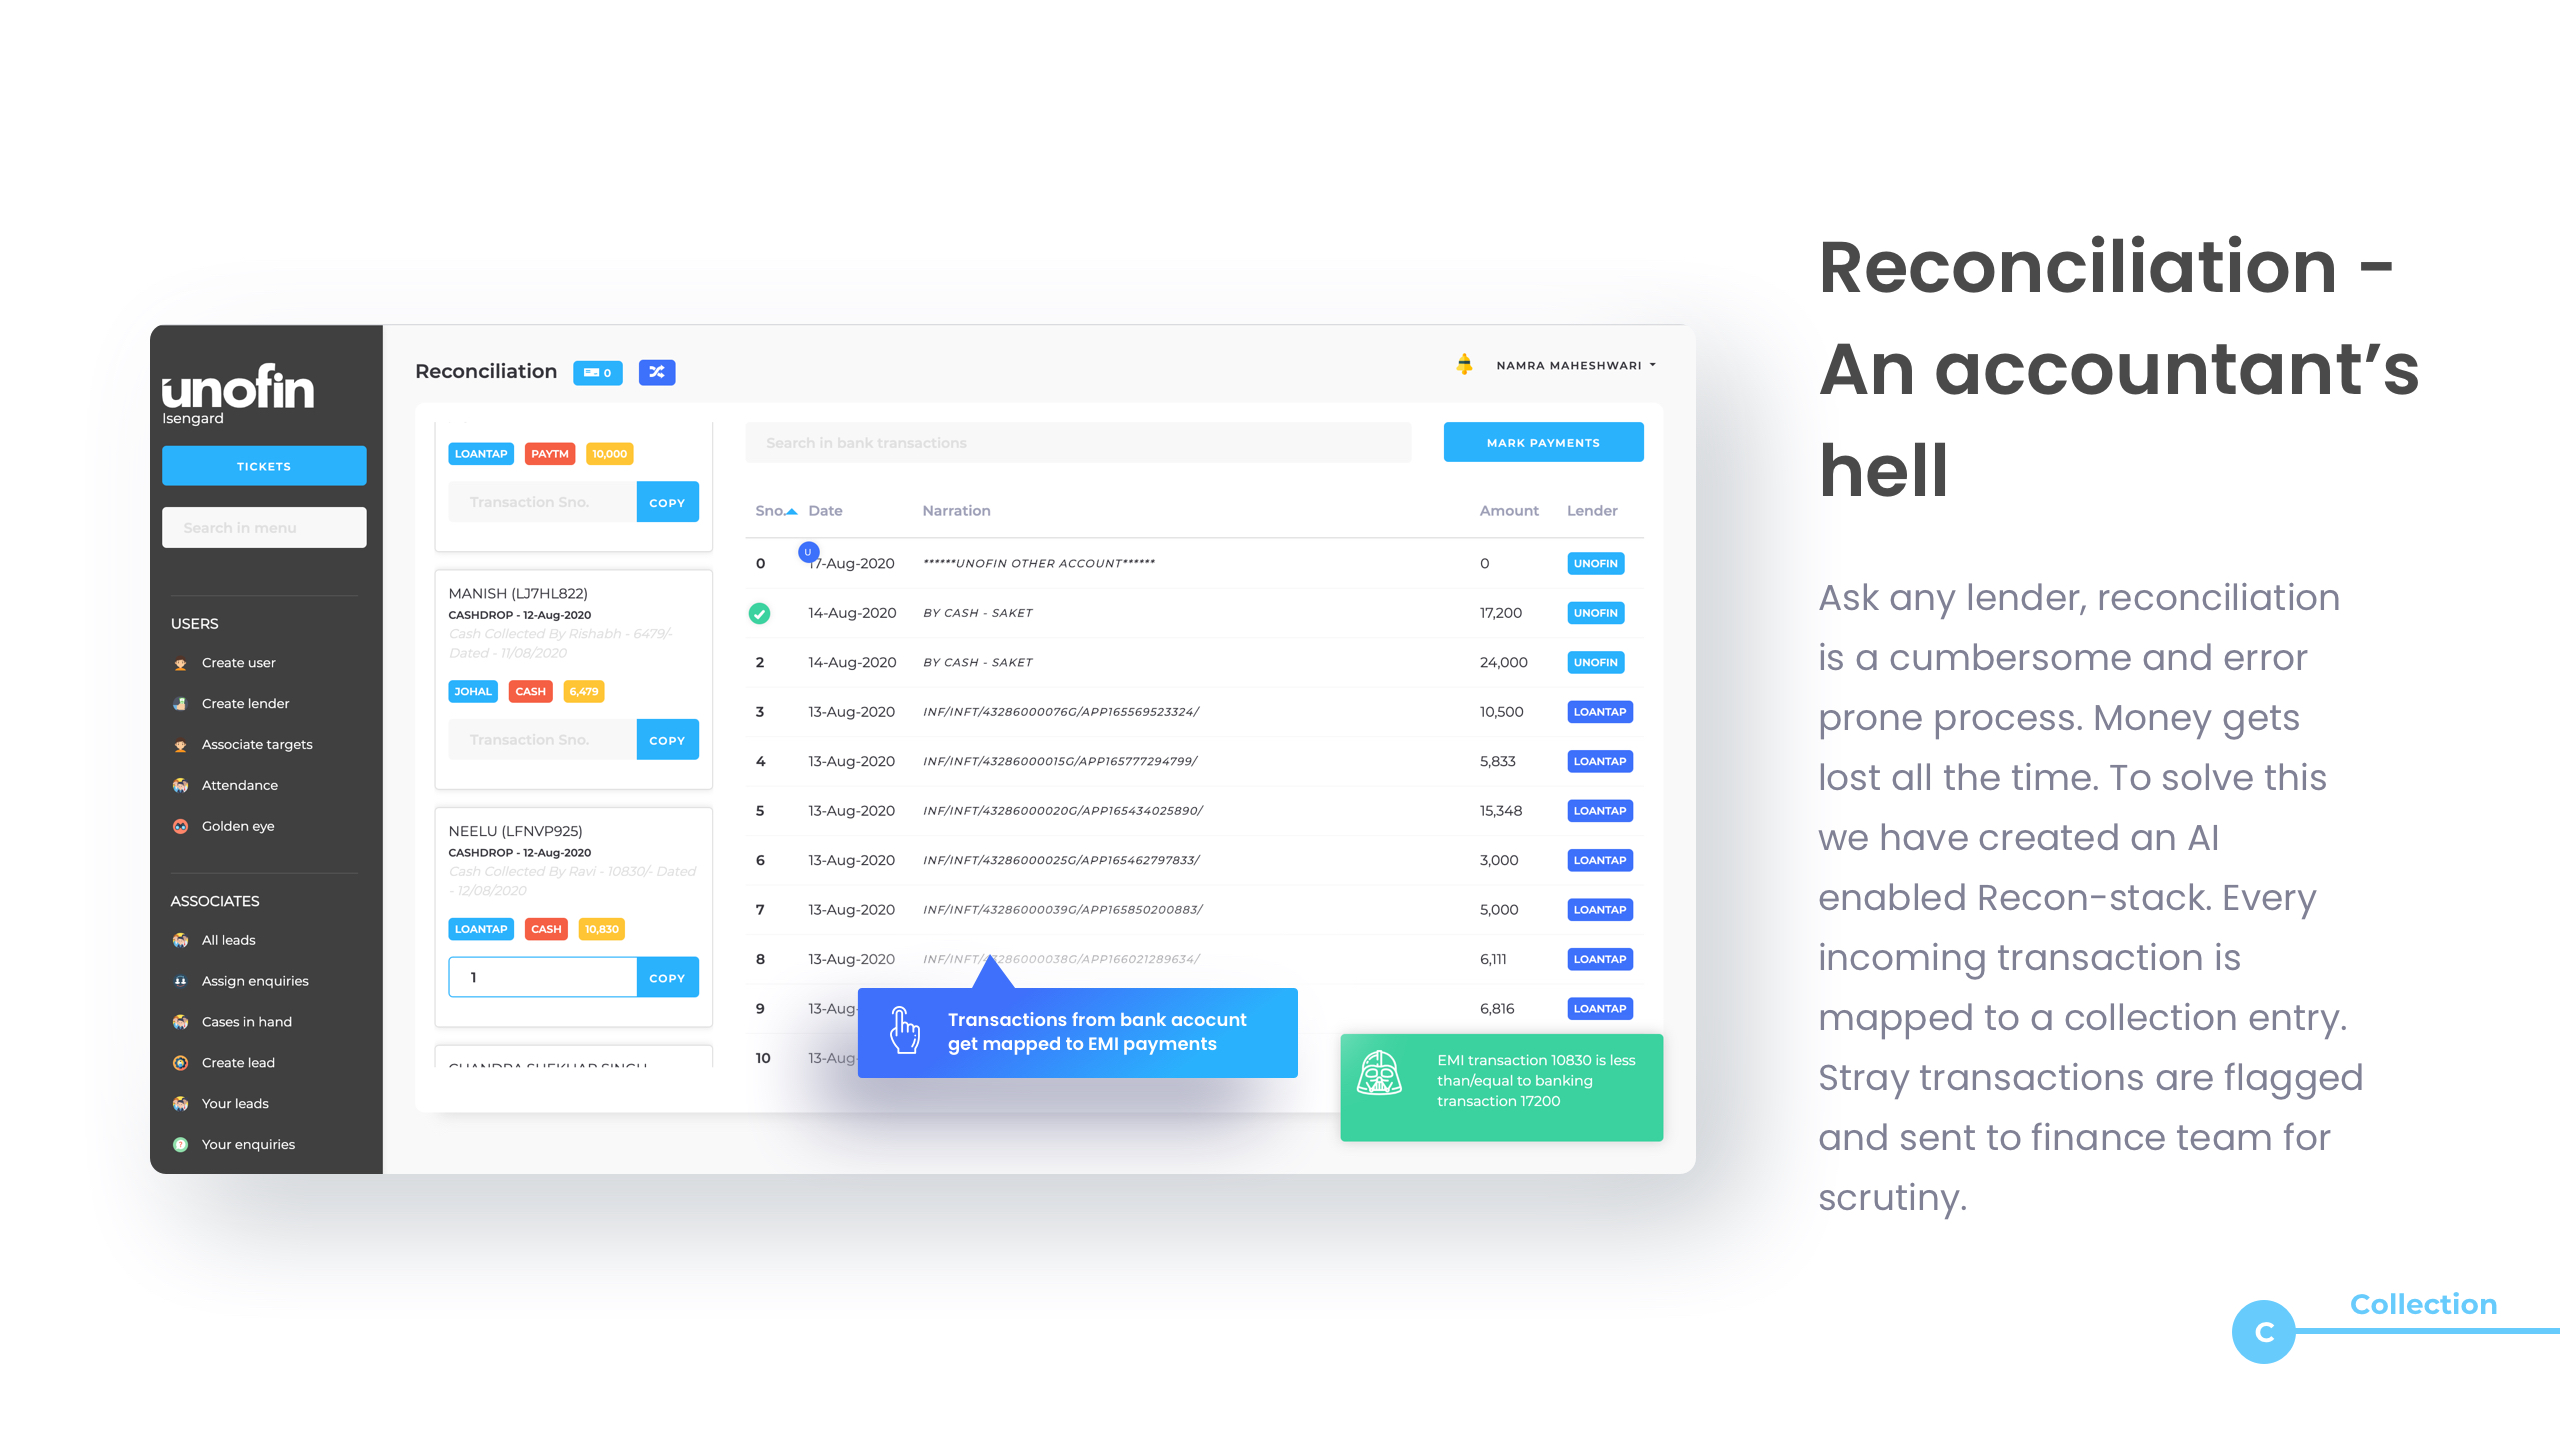 unofin
Isengard
TICKETS
Search in menu
USERS
Create user
Create lender
Associate targets
Attendance
Golden eye
ASSOCIATES
All leads
Assign enquiries
Cases in hand
Create lead
Your leads
Your enquiries
Reconciliation 0
NAMRA MAHESHWARI
LOANTAP PAYTM 10,000
Transaction Sno. COPY
MANISH (LJ7HL822)
CASHDROP - 12-Aug-2020
Cash Collected By Rishabh - 6479/-
Dated - 11/08/2020
JOHAL CASH 6,479
Transaction Sno. COPY
NEELU (LFNVP925)
CASHDROP - 12-Aug-2020
Cash Collected By Ravi - 10830/- Dated
- 12/08/2020
LOANTAP CASH 10,830
1 COPY
CHANDRA SHEKHAR SINGH
Search in bank transactions
MARK PAYMENTS
Sno. Date Narration Amount Lender
U
0 17-Aug-2020 ******UNOFIN OTHER ACCOUNT****** 0 UNOFIN
14-Aug-2020 BY CASH - SAKET 17,200 UNOFIN
2 14-Aug-2020 BY CASH - SAKET 24,000 UNOFIN
3 13-Aug-2020 INF/INFT/43286000076G/APP165569523324/ 10,500 LOANTAP
4 13-Aug-2020 INF/INFT/43286000015G/APP165777294799/ 5,833 LOANTAP
5 13-Aug-2020 INF/INFT/43286000020G/APP165434025890/ 15,348 LOANTAP
6 13-Aug-2020 INF/INFT/43286000025G/APP165462797833/ 3,000 LOANTAP
7 13-Aug-2020 INF/INFT/43286000039G/APP165850200883/ 5,000 LOANTAP
8 13-Aug-2020 INF/INFT/43286000038G/APP166021289634/ 6,111 LOANTAP
9 13-Aug- 6,816 LOANTAP
10 13-Aug-
Transactions from bank acocunt
get mapped to EMI payments
EMI transaction 10830 is less
than/equal to banking
transaction 17200
Reconciliation -
An accountant’s
hell
Ask any lender, reconciliation
is a cumbersome and error
prone process. Money gets
lost all the time. To solve this
we have created an AI
enabled Recon-stack. Every
incoming transaction is
mapped to a collection entry.
Stray transactions are flagged
and sent to finance team for
scrutiny.
Collection
C